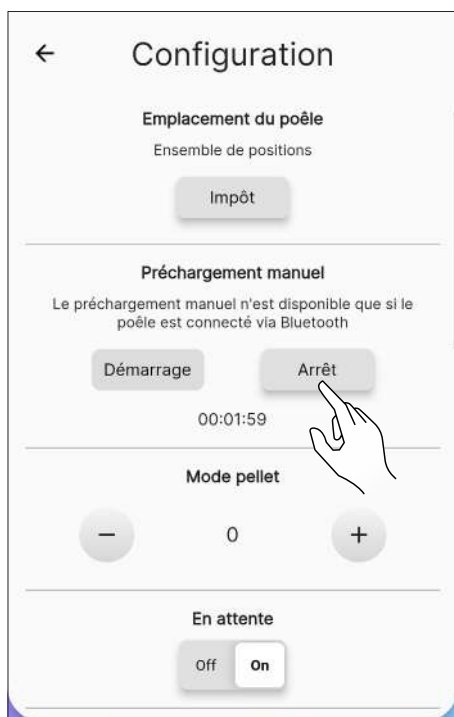 ← Configuration
Emplacement du poêle
Ensemble de positions
Impôt
Préchargement manuel
Le préchargement manuel n'est disponible que si le
poêle est connecté via Bluetooth
Démarrage Arrêt
00:01:59
Mode pellet
− 0 +
En attente
Off On